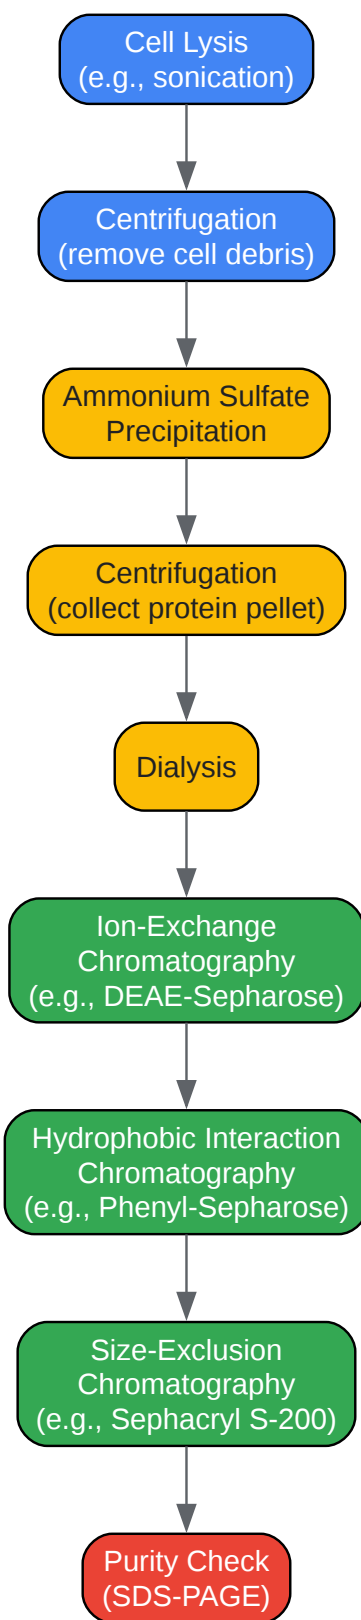 Cell Lysis
(e.g., sonication)
Centrifugation
(remove cell debris)
Ammonium Sulfate
Precipitation
Centrifugation
(collect protein pellet)
Dialysis
Ion-Exchange
Chromatography
(e.g., DEAE-Sepharose)
Hydrophobic Interaction
Chromatography
(e.g., Phenyl-Sepharose)
Size-Exclusion
Chromatography
(e.g., Sephacryl S-200)
Purity Check
(SDS-PAGE)